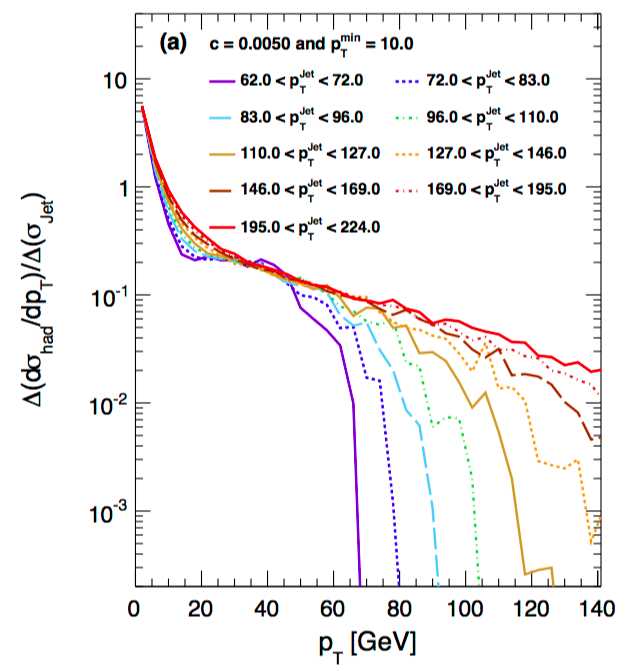 (a) c = 0.0050 and p_T^min = 10.0
62.0 < p_T^Jet < 72.0 72.0 < p_T^Jet < 83.0
83.0 < p_T^Jet < 96.0 96.0 < p_T^Jet < 110.0
110.0 < p_T^Jet < 127.0 127.0 < p_T^Jet < 146.0
146.0 < p_T^Jet < 169.0 169.0 < p_T^Jet < 195.0
195.0 < p_T^Jet < 224.0
Δ(dσ_had/dp_T)/Δ(σ_Jet)
10
1
10^-1
10^-2
10^-3
0 20 40 60 80 100 120 140
p_T [GeV]